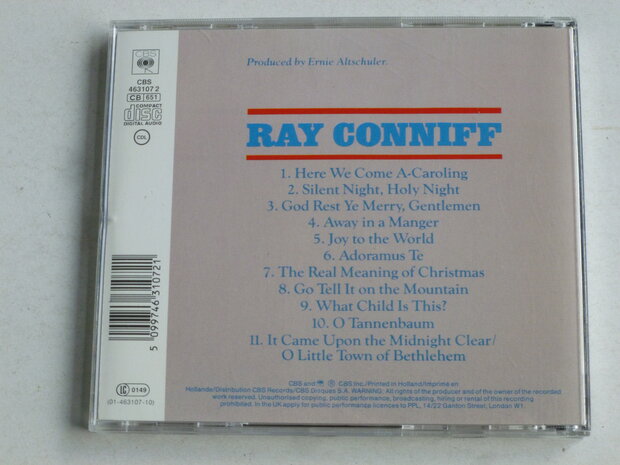 CBS
CBS
463107 2
CB 651
COMPACT
disc
DIGITAL AUDIO
CDL
Produced by Ernie Altschuler.
RAY CONNIFF
1. Here We Come A-Caroling
2. Silent Night, Holy Night
3. God Rest Ye Merry, Gentlemen
4. Away in a Manger
5. Joy to the World
6. Adoramus Te
7. The Real Meaning of Christmas
8. Go Tell It on the Mountain
9. What Child Is This?
10. O Tannenbaum
11. It Came Upon the Midnight Clear/
O Little Town of Bethlehem
5 099746 310721
LC 0149
(01-463107-10)
CBS and ℗ CBS Inc./Printed in Holland/Imprimé en
Hollande/Distribution CBS Records/CBS Disques S.A. WARNING: All rights of the producer and of the owner of the recorded
work reserved. Unauthorised copying, public performance, broadcasting, hiring or rental of this recording
prohibited. In the UK apply for public performance licences to PPL, 14/22 Ganton Street, London W1.